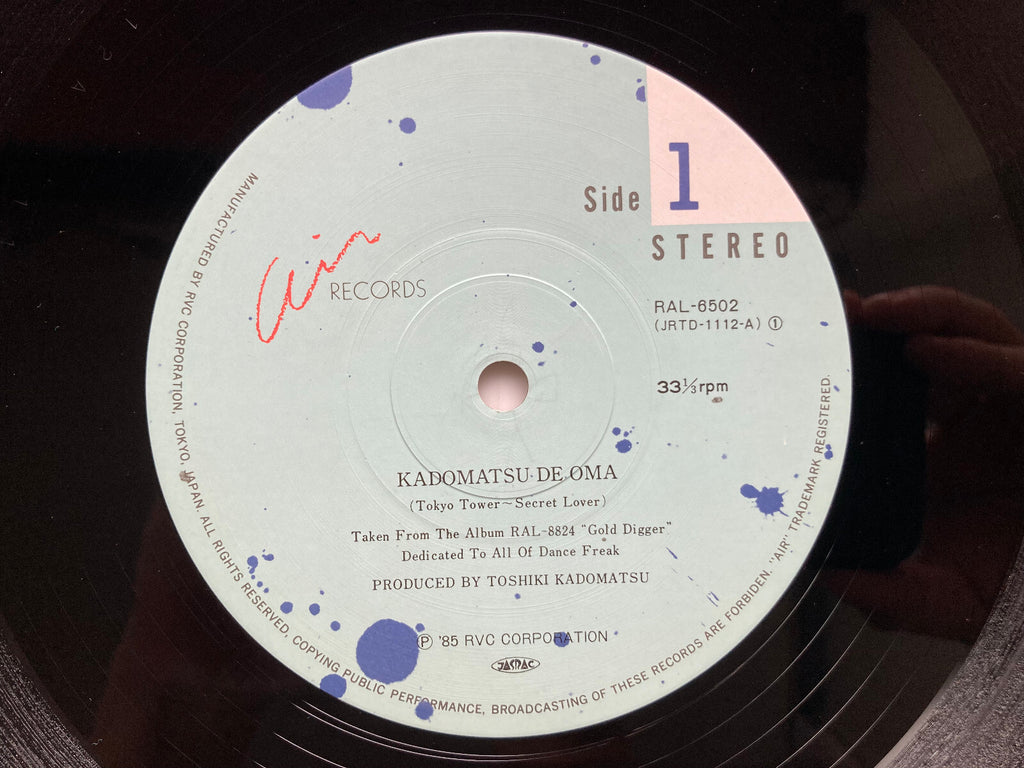 Side 1
STEREO
Air
RECORDS
RAL-6502
(JRTD-1112-A) ①
33⅓rpm
KADOMATSU DE OMA
(Tokyo Tower~Secret Lover)
Taken From The Album RAL-8824 "Gold Digger"
Dedicated To All Of Dance Freak
PRODUCED BY TOSHIKI KADOMATSU
Ⓟ '85 RVC CORPORATION
JASRAC
MANUFACTURED BY RVC CORPORATION, TOKYO, JAPAN. ALL RIGHTS RESERVED, COPYING PUBLIC PERFORMANCE, BROADCASTING OF THESE RECORDS ARE FORBIDEN. "AIR" TRADEMARK REGISTERED.